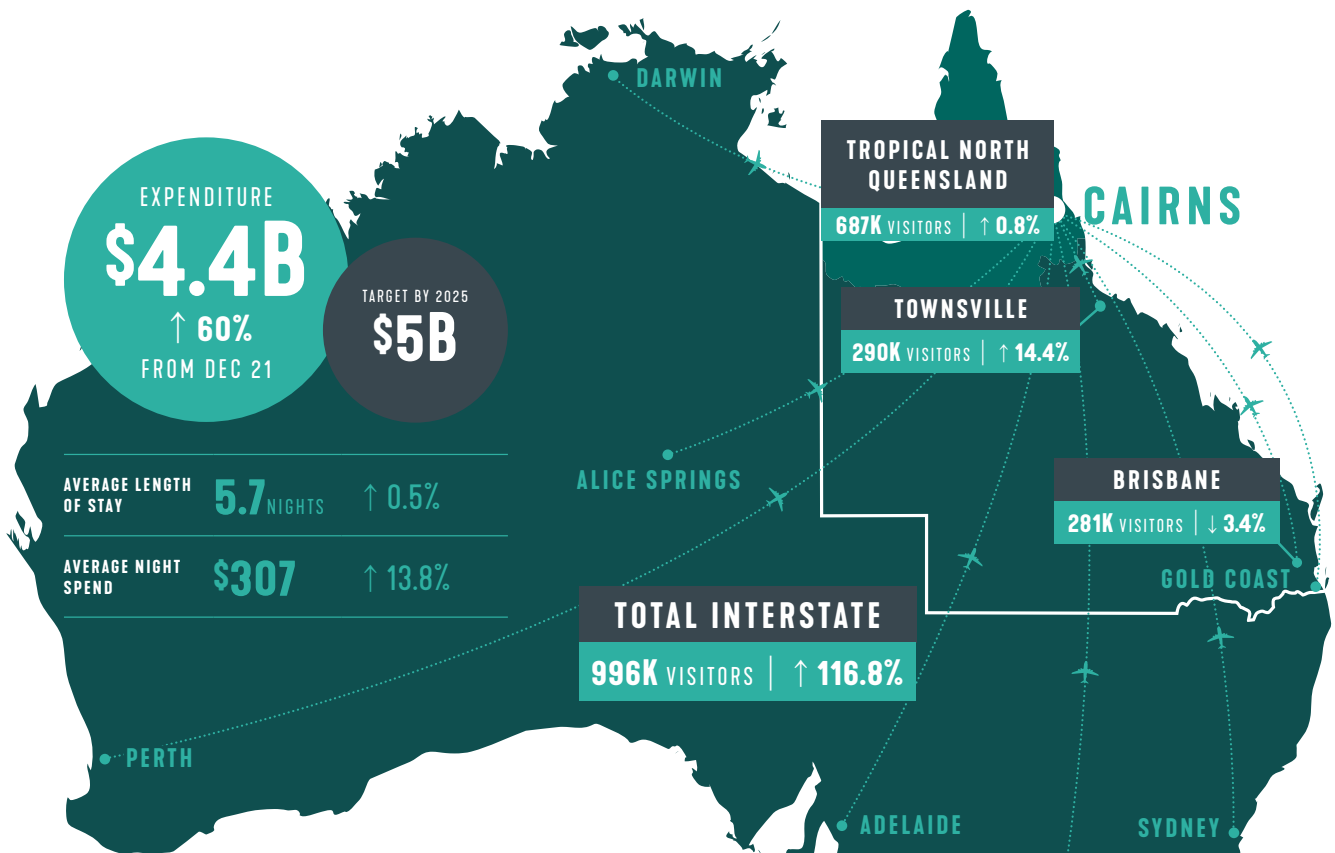 DARWIN
TROPICAL NORTH
QUEENSLAND
687K VISITORS | ↑ 0.8%
CAIRNS
EXPENDITURE
$4.4B
↑ 60%
FROM DEC 21
TARGET BY 2025
$5B
TOWNSVILLE
290K VISITORS | ↑ 14.4%
AVERAGE LENGTH
OF STAY
5.7 NIGHTS
↑ 0.5%
AVERAGE NIGHT
SPEND
$307
↑ 13.8%
ALICE SPRINGS
BRISBANE
281K VISITORS | ↓ 3.4%
GOLD COAST
TOTAL INTERSTATE
996K VISITORS | ↑ 116.8%
PERTH
ADELAIDE
SYDNEY